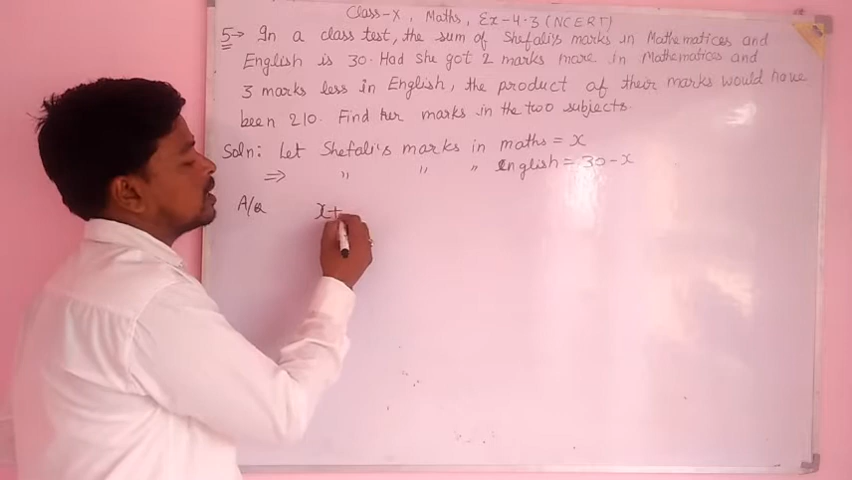 Class-X, Maths, Ex-4.3 (NCERT)
5→ In a class test, the sum of Shefali's marks in Mathematices and
English is 30. Had she got 2 marks more in Mathematices and
3 marks less in English, the product of their marks would have
been 210. Find her marks in the two subjects.
Soln: Let Shefali's marks in maths = x
⇒ " " " English = 30-x
A/Q x+